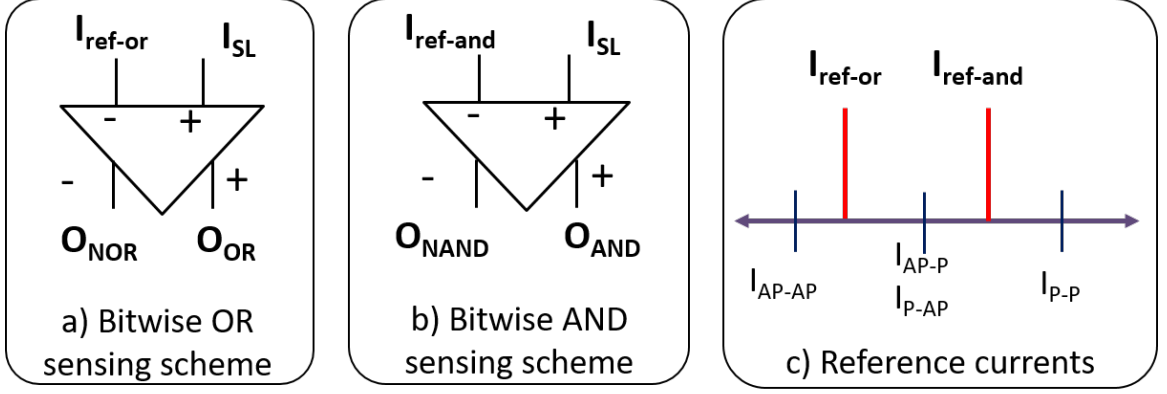 I_ref-or I_SL
- +
- +
O_NOR O_OR
a) Bitwise OR
sensing scheme
I_ref-and I_SL
- +
- +
O_NAND O_AND
b) Bitwise AND
sensing scheme
I_ref-or I_ref-and
I_AP-AP
I_AP-P
I_P-AP
I_P-P
c) Reference currents